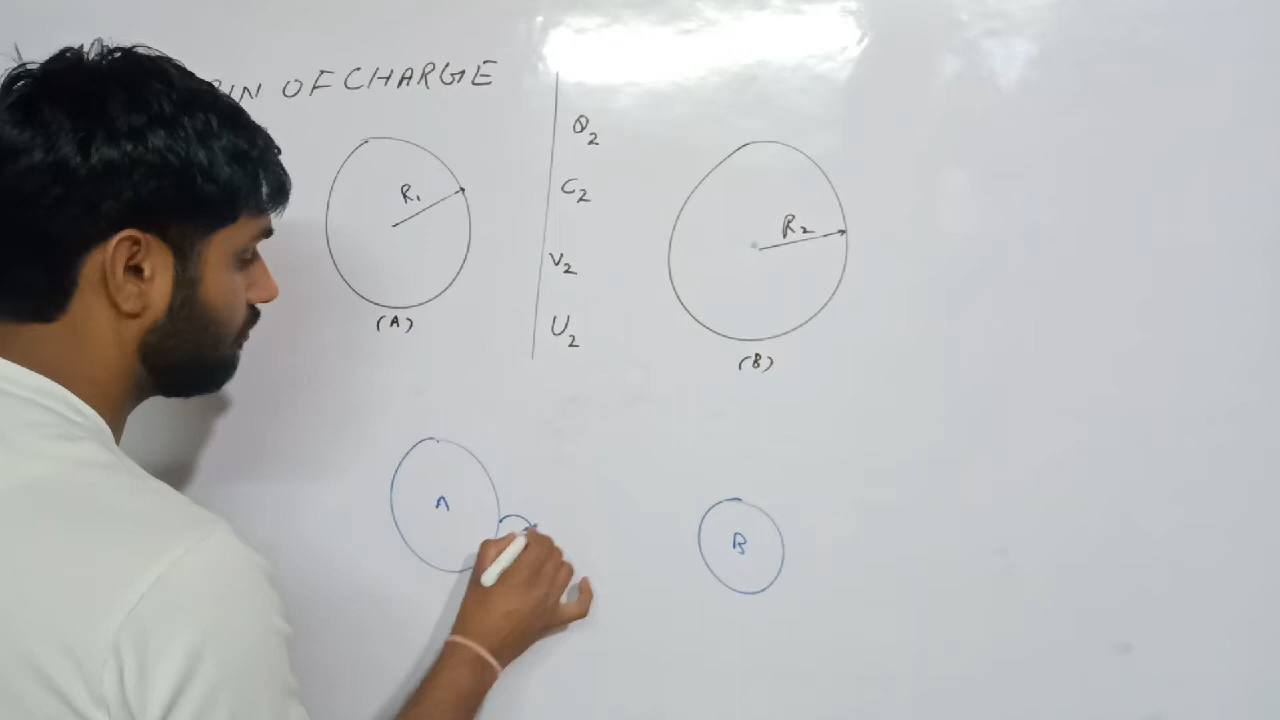 OF CHARGE
R₁
(A)
Q₂
C₂
V₂
U₂
R₂
(B)
A
B